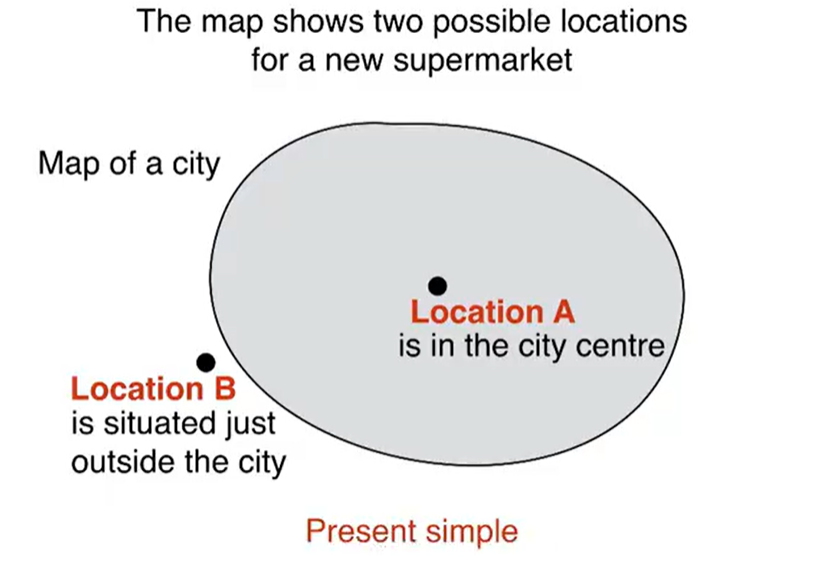 The map shows two possible locations
for a new supermarket
Map of a city
Location A
is in the city centre
Location B
is situated just
outside the city
Present simple